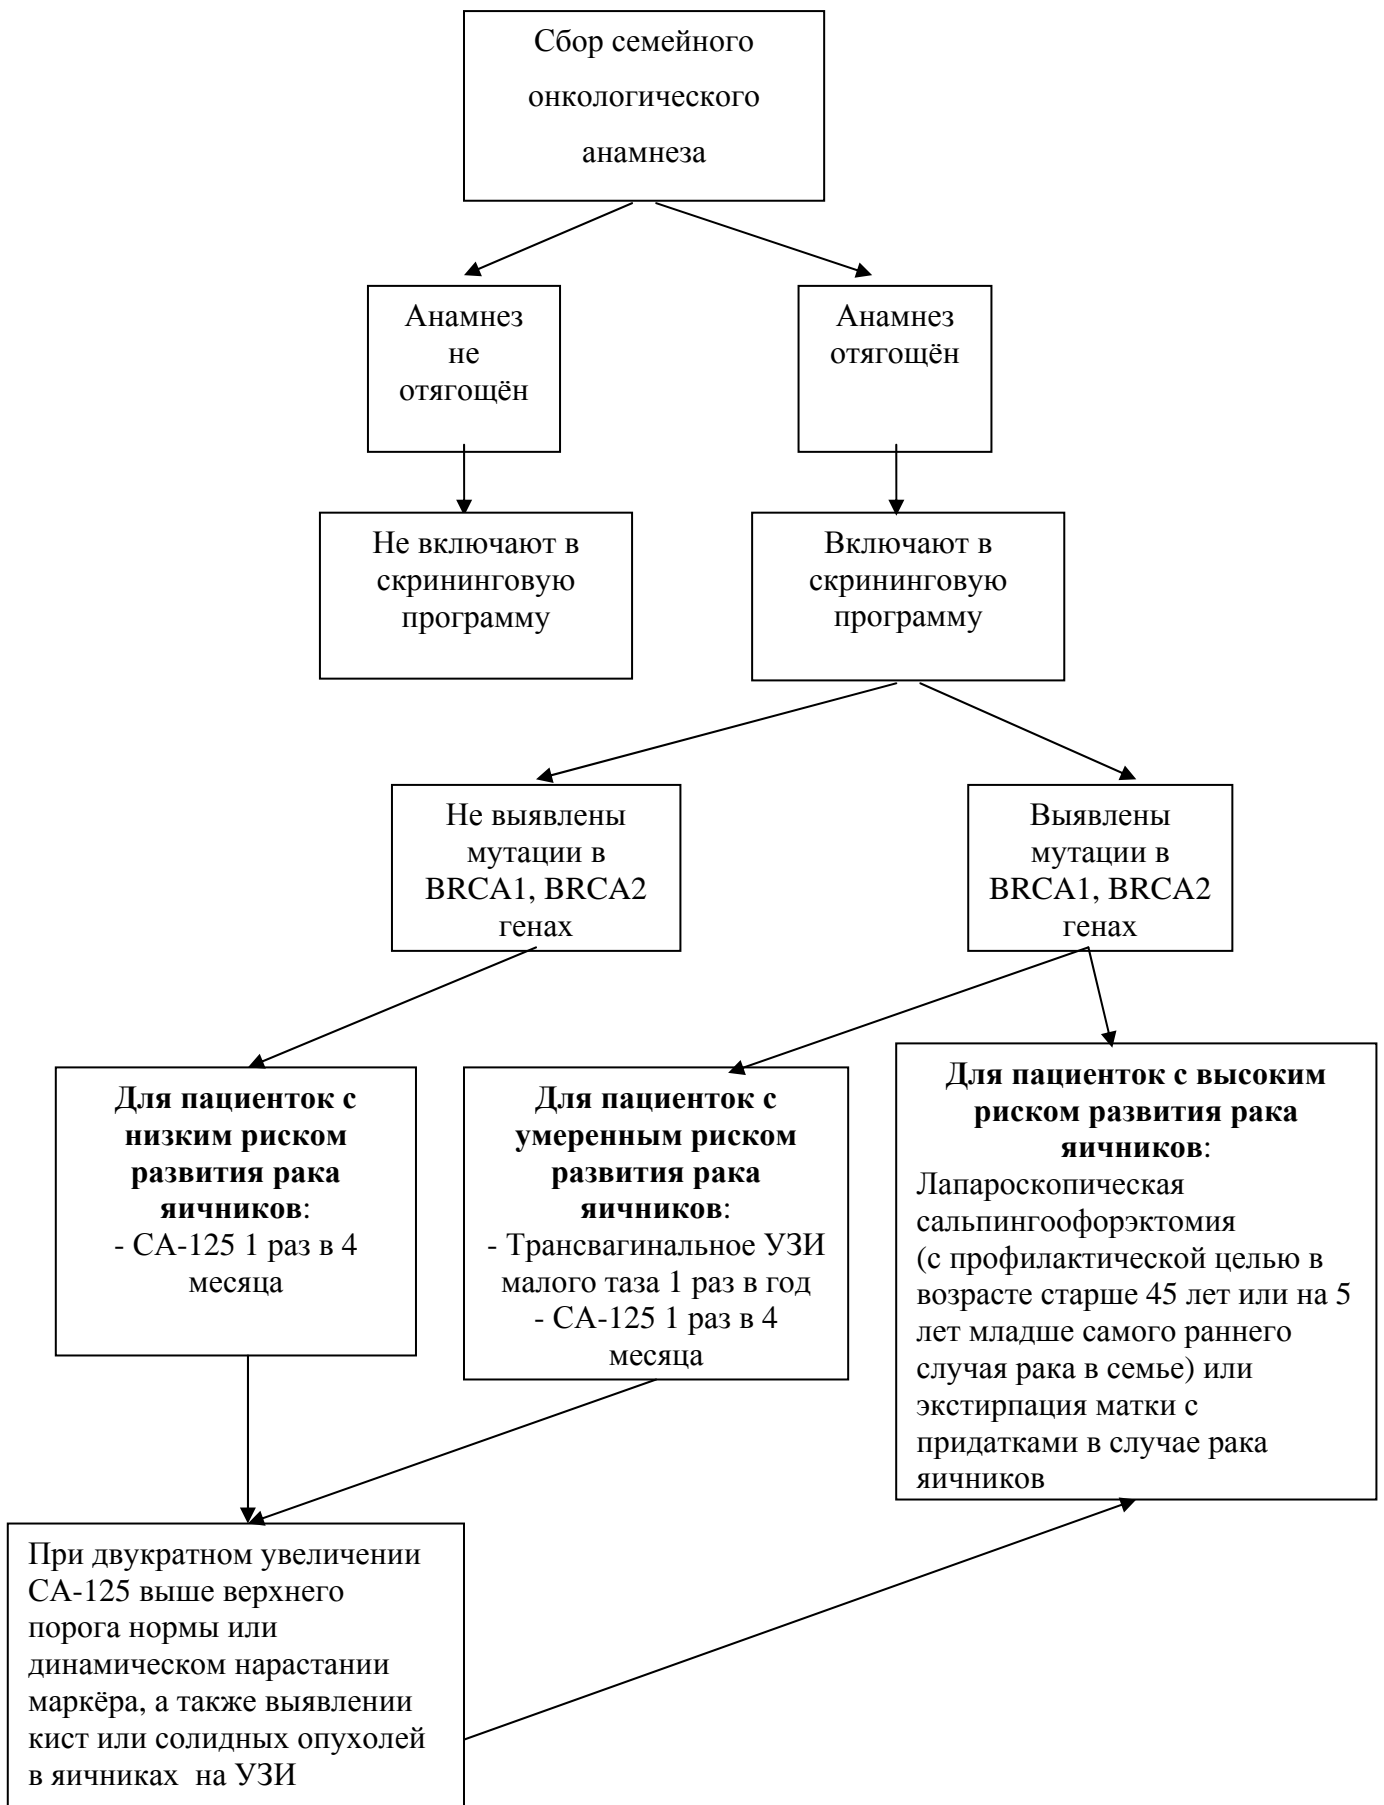 Сбор семейного
онкологического
анамнеза
Анамнез
не
отягощён
Анамнез
отягощён
Не включают в
скрининговую
программу
Включают в
скрининговую
программу
Не выявлены
мутации в
BRCA1, BRCA2
генах
Выявлены
мутации в
BRCA1, BRCA2
генах
Для пациенток с
низким риском
развития рака
яичников:
- СА-125 1 раз в 4
месяца
Для пациенток с
умеренным риском
развития рака
яичников:
- Трансвагинальное УЗИ
малого таза 1 раз в год
- СА-125 1 раз в 4
месяца
Для пациенток с высоким
риском развития рака
яичников:
Лапароскопическая
сальпингоофорэктомия
(с профилактической целью в
возрасте старше 45 лет или на 5
лет младше самого раннего
случая рака в семье) или
экстирпация матки с
придатками в случае рака
яичников
При двукратном увеличении
СА-125 выше верхнего
порога нормы или
динамическом нарастании
маркёра, а также выявлении
кист или солидных опухолей
в яичниках на УЗИ